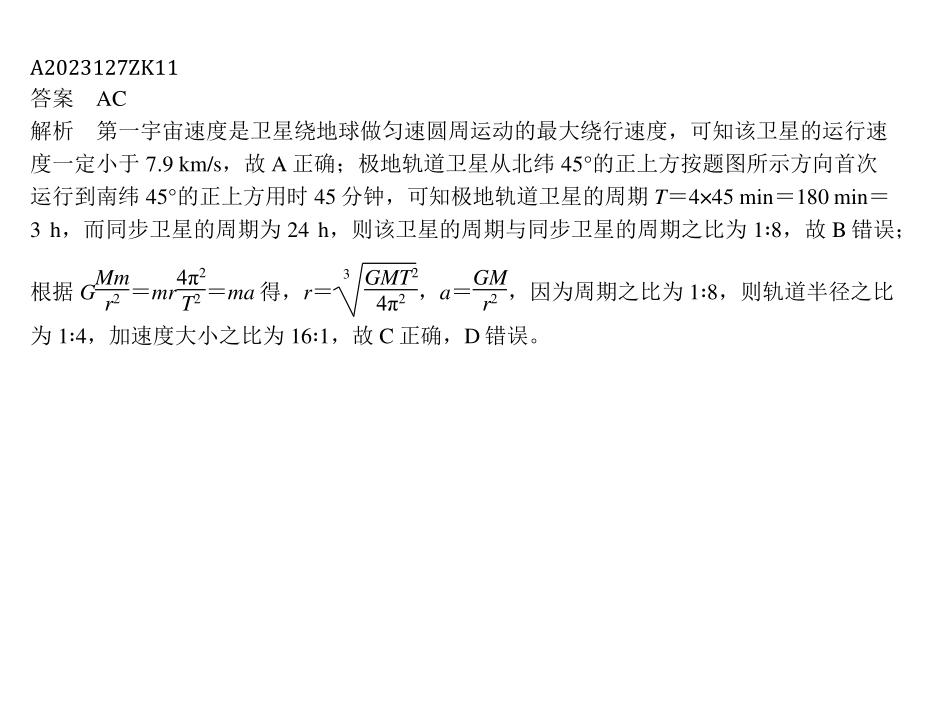 A2023127ZK11
答案　AC
解析　第一宇宙速度是卫星绕地球做匀速圆周运动的最大绕行速度，可知该卫星的运行速
度一定小于 7.9 km/s，故 A 正确；极地轨道卫星从北纬 45°的正上方按题图所示方向首次
运行到南纬 45°的正上方用时 45 分钟，可知极地轨道卫星的周期 T＝4×45 min＝180 min＝
3 h，而同步卫星的周期为 24 h，则该卫星的周期与同步卫星的周期之比为 1∶8，故 B 错误；
根据 G\frac{Mm}{r^2}＝mr\frac{4π^2}{T^2}＝ma 得，r＝\sqrt[3]{\frac{GMT^2}{4π^2}}，a＝\frac{GM}{r^2}，因为周期之比为 1∶8，则轨道半径之比
为 1∶4，加速度大小之比为 16∶1，故 C 正确，D 错误。